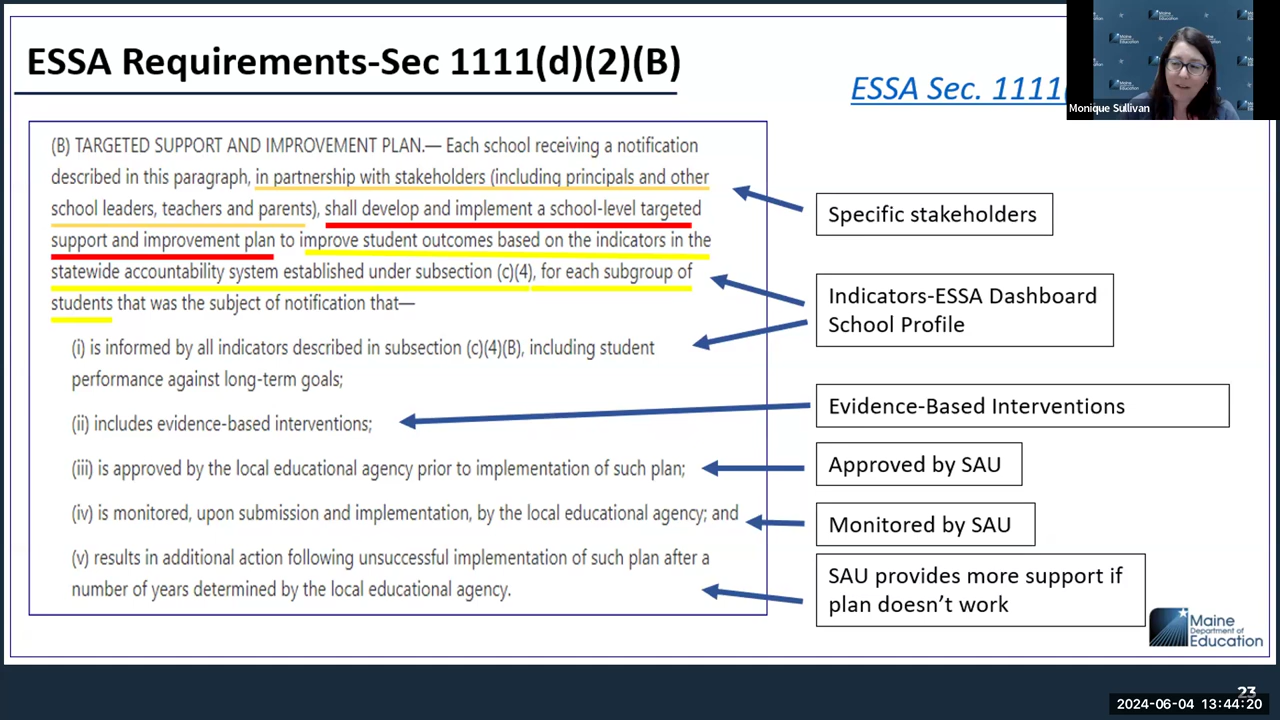 ESSA Requirements-Sec 1111(d)(2)(B)
ESSA Sec. 1111
Maine
Department of
Education
Monique Sullivan
(B) TARGETED SUPPORT AND IMPROVEMENT PLAN.— Each school receiving a notification
described in this paragraph, in partnership with stakeholders (including principals and other
school leaders, teachers and parents), shall develop and implement a school-level targeted
support and improvement plan to improve student outcomes based on the indicators in the
statewide accountability system established under subsection (c)(4), for each subgroup of
students that was the subject of notification that—
(i) is informed by all indicators described in subsection (c)(4)(B), including student
performance against long-term goals;
(ii) includes evidence-based interventions;
(iii) is approved by the local educational agency prior to implementation of such plan;
(iv) is monitored, upon submission and implementation, by the local educational agency; and
(v) results in additional action following unsuccessful implementation of such plan after a
number of years determined by the local educational agency.
Specific stakeholders
Indicators-ESSA Dashboard
School Profile
Evidence-Based Interventions
Approved by SAU
Monitored by SAU
SAU provides more support if
plan doesn't work
Maine
Department of
Education
23
2024-06-04 13:44:20